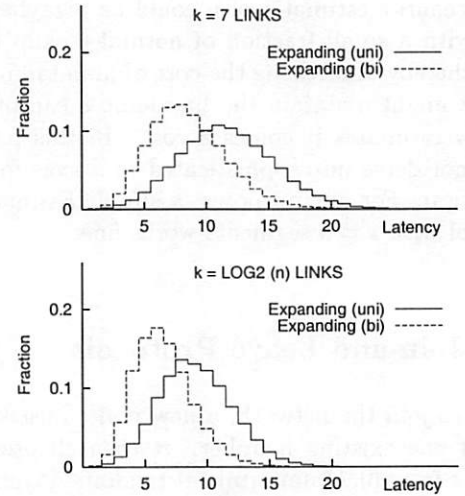 k = 7 LINKS
0.2
Expanding (uni)
Expanding (bi)
Fraction
0.1
0
5 10 15 20 Latency
k = LOG2 (n) LINKS
0.2
Expanding (uni)
Expanding (bi)
Fraction
0.1
0
5 10 15 20 Latency